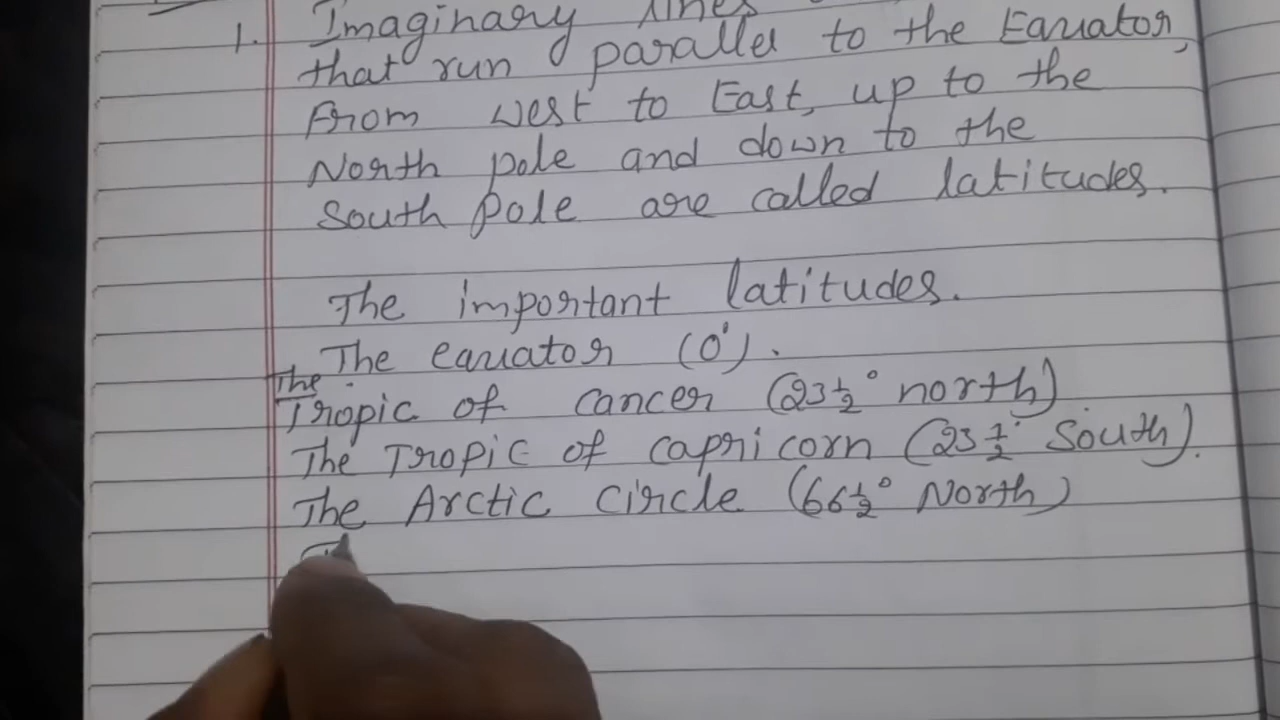 1. Imaginary lines
that run parallel to the Equator,
From west to East, up to the
North pole and down to the
South Pole are called latitudes.
The important latitudes.
The equator (0°).
The
Tropic of cancer (23½° north)
The Tropic of capricorn (23½° South).
The Arctic Circle (66½° North)